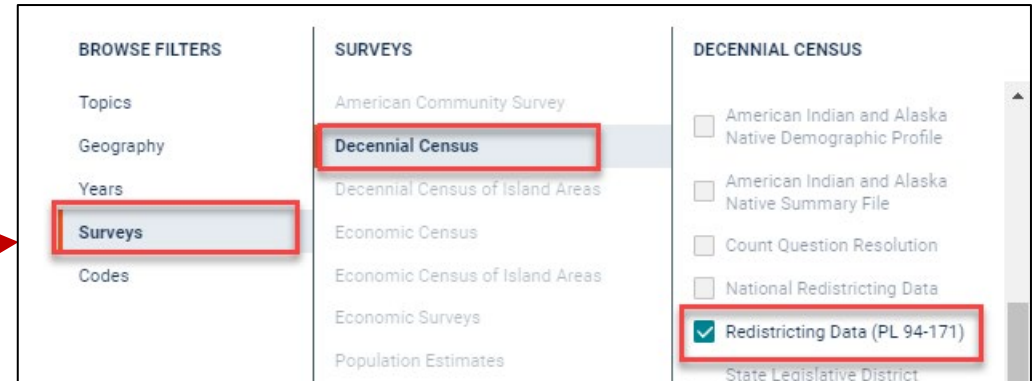 BROWSE FILTERS
Topics
Geography
Years
Surveys
Codes
SURVEYS
American Community Survey
Decennial Census
Decennial Census of Island Areas
Economic Census
Economic Census of Island Areas
Economic Surveys
Population Estimates
DECENNIAL CENSUS
American Indian and Alaska
Native Demographic Profile
American Indian and Alaska
Native Summary File
Count Question Resolution
National Redistricting Data
Redistricting Data (PL 94-171)
State Legislative District